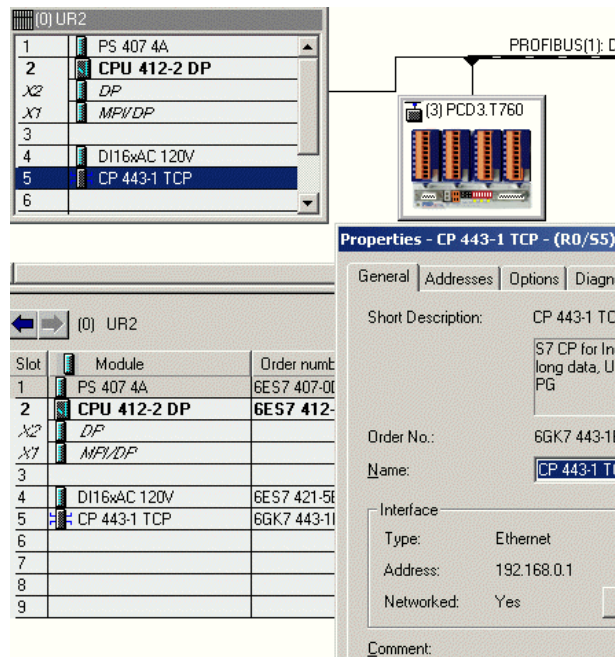 (0) UR2
1 PS 407 4A
2 CPU 412-2 DP
X2 DP
X1 MPI/DP
3
4 DI16xAC 120V
5 CP 443-1 TCP
6
PROFIBUS(1): D
(3) PCD3.T760
Properties - CP 443-1 TCP - (R0/S5)
General Addresses Options Diagn
Short Description: CP 443-1 TC
S7 CP for In
long data, U
PG
Order No.: 6GK7 443-1
Name: CP 443-1 T
Interface
Type: Ethernet
Address: 192.168.0.1
Networked: Yes
Comment:
(0) UR2
Slot Module Order numb
1 PS 407 4A 6ES7 407-0
2 CPU 412-2 DP 6ES7 412-
X2 DP
X1 MPI/DP
3
4 DI16xAC 120V 6ES7 421-5
5 CP 443-1 TCP 6GK7 443-1
6
7
8
9